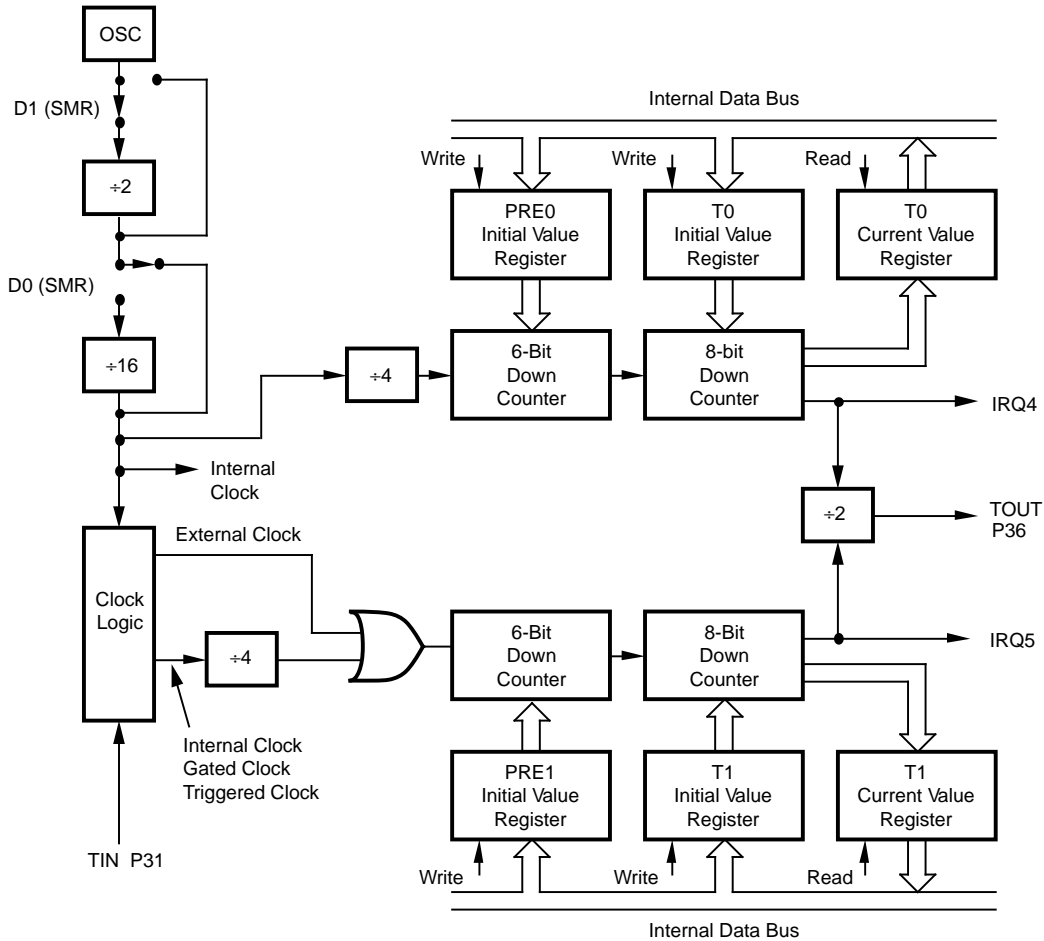 OSC
D1 (SMR)
÷2
D0 (SMR)
÷16
Internal Data Bus
Write
Write
Read
PRE0
Initial Value
Register
T0
Initial Value
Register
T0
Current Value
Register
÷4
6-Bit
Down
Counter
8-bit
Down
Counter
IRQ4
Internal
Clock
÷2
TOUT
P36
External Clock
Clock
Logic
÷4
6-Bit
Down
Counter
8-Bit
Down
Counter
IRQ5
Internal Clock
Gated Clock
Triggered Clock
PRE1
Initial Value
Register
T1
Initial Value
Register
T1
Current Value
Register
TIN P31
Write
Write
Read
Internal Data Bus